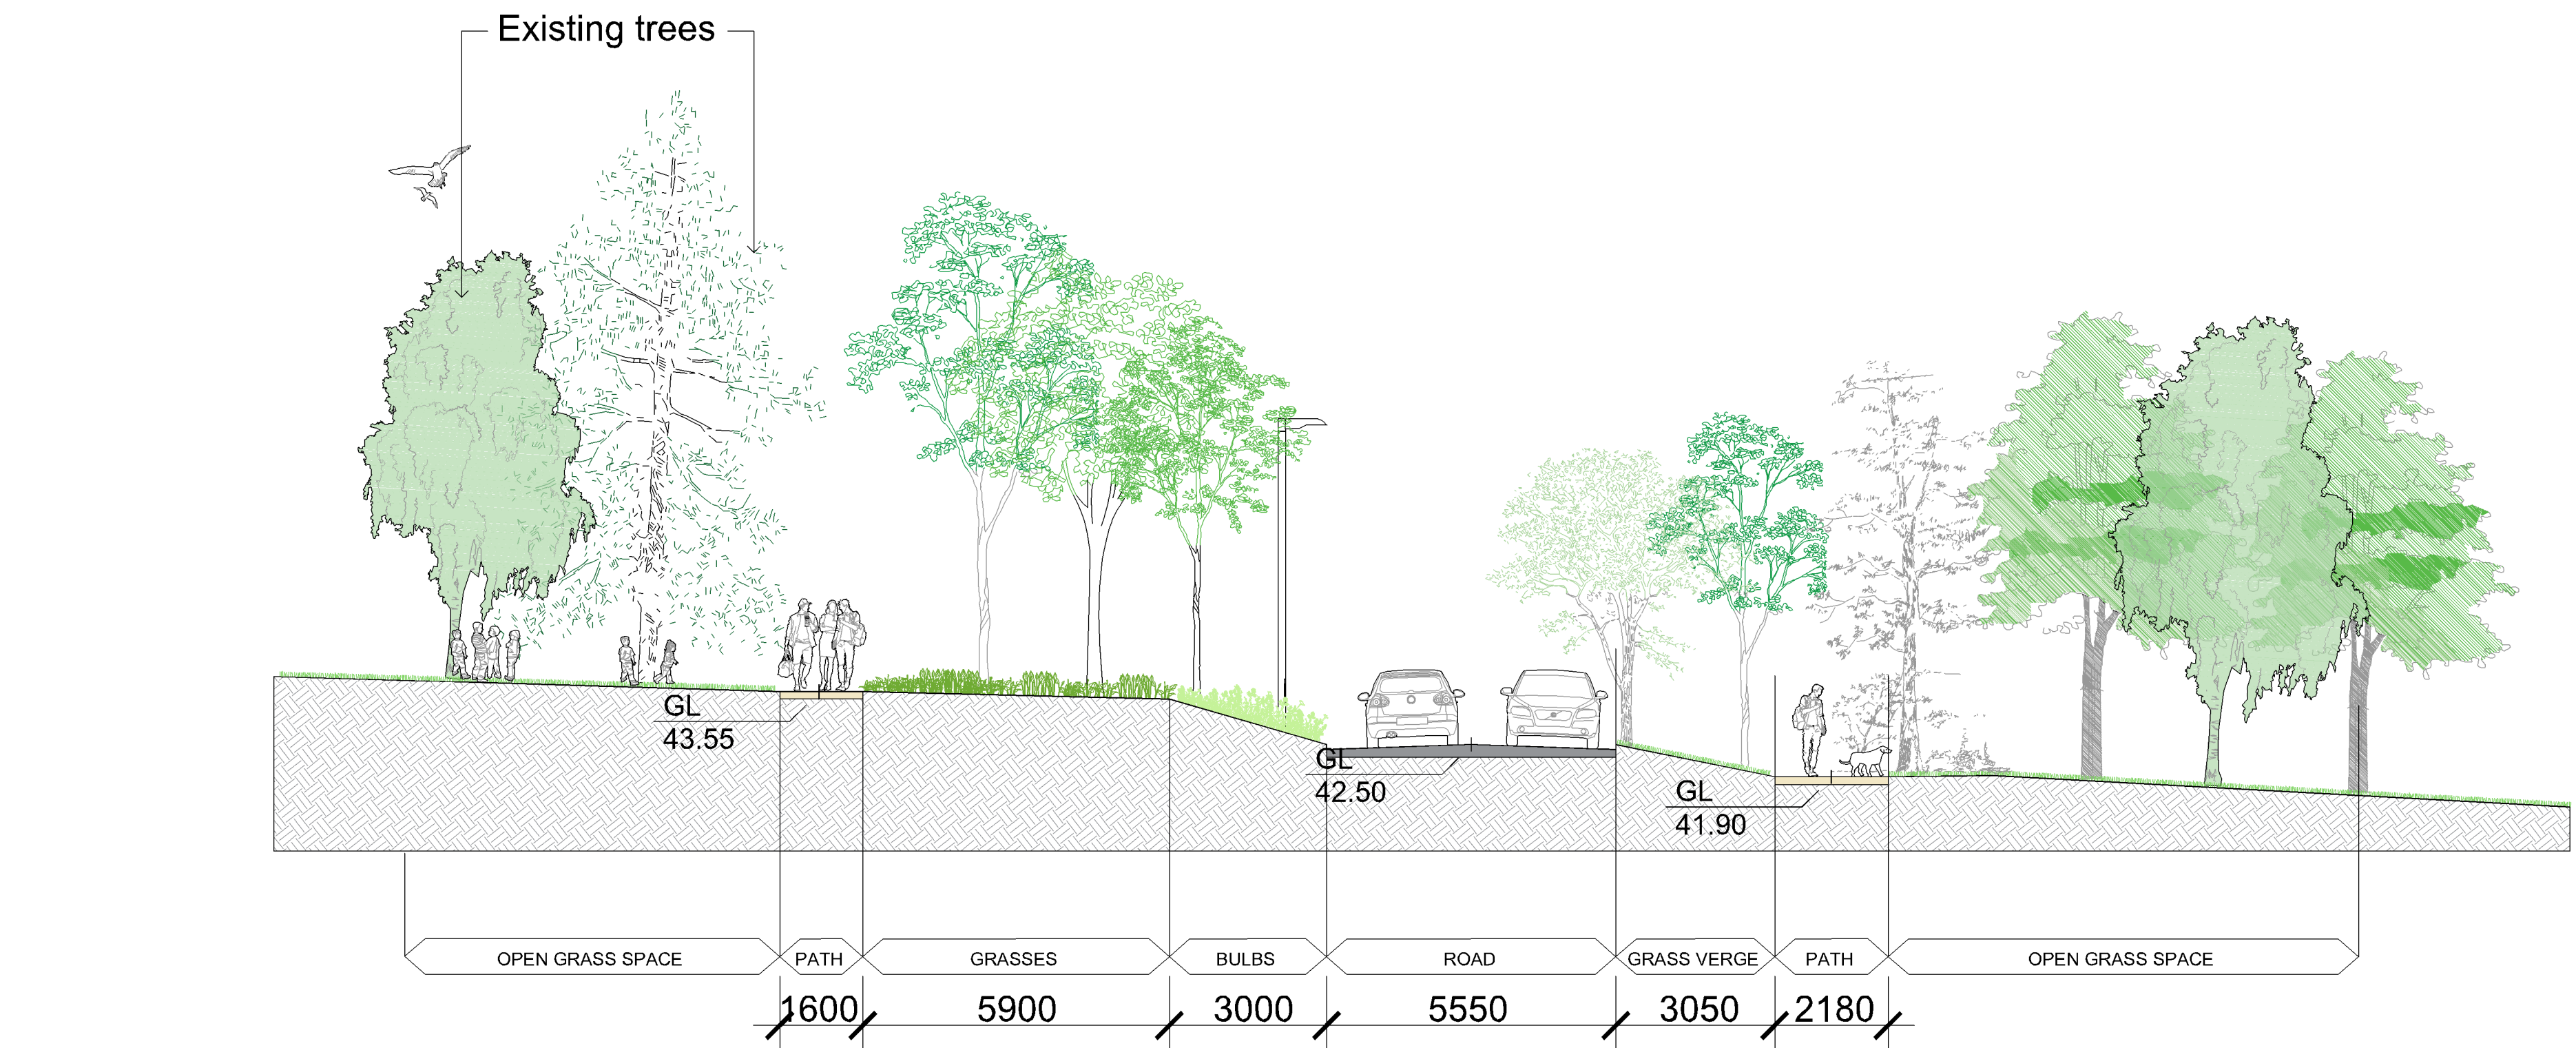 Existing trees
GL
43.55
GL
42.50
GL
41.90
OPEN GRASS SPACE
PATH
GRASSES
BULBS
ROAD
GRASS VERGE
PATH
OPEN GRASS SPACE
1600
5900
3000
5550
3050
2180